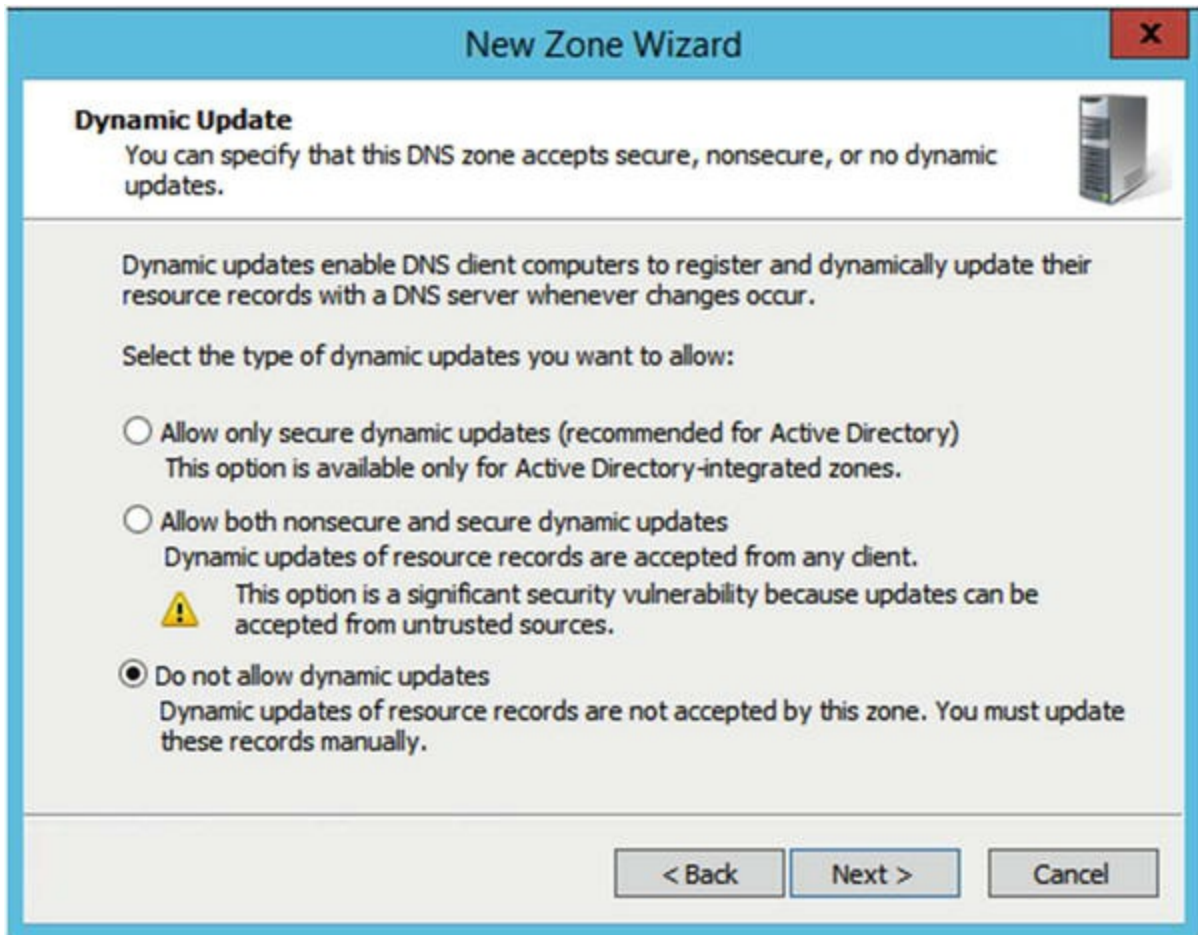 New Zone Wizard
x
Dynamic Update
You can specify that this DNS zone accepts secure, nonsecure, or no dynamic
updates.
Dynamic updates enable DNS client computers to register and dynamically update their
resource records with a DNS server whenever changes occur.
Select the type of dynamic updates you want to allow:
Allow only secure dynamic updates (recommended for Active Directory)
This option is available only for Active Directory-integrated zones.
Allow both nonsecure and secure dynamic updates
Dynamic updates of resource records are accepted from any client.
This option is a significant security vulnerability because updates can be
accepted from untrusted sources.
Do not allow dynamic updates
Dynamic updates of resource records are not accepted by this zone. You must update
these records manually.
< Back
Next >
Cancel